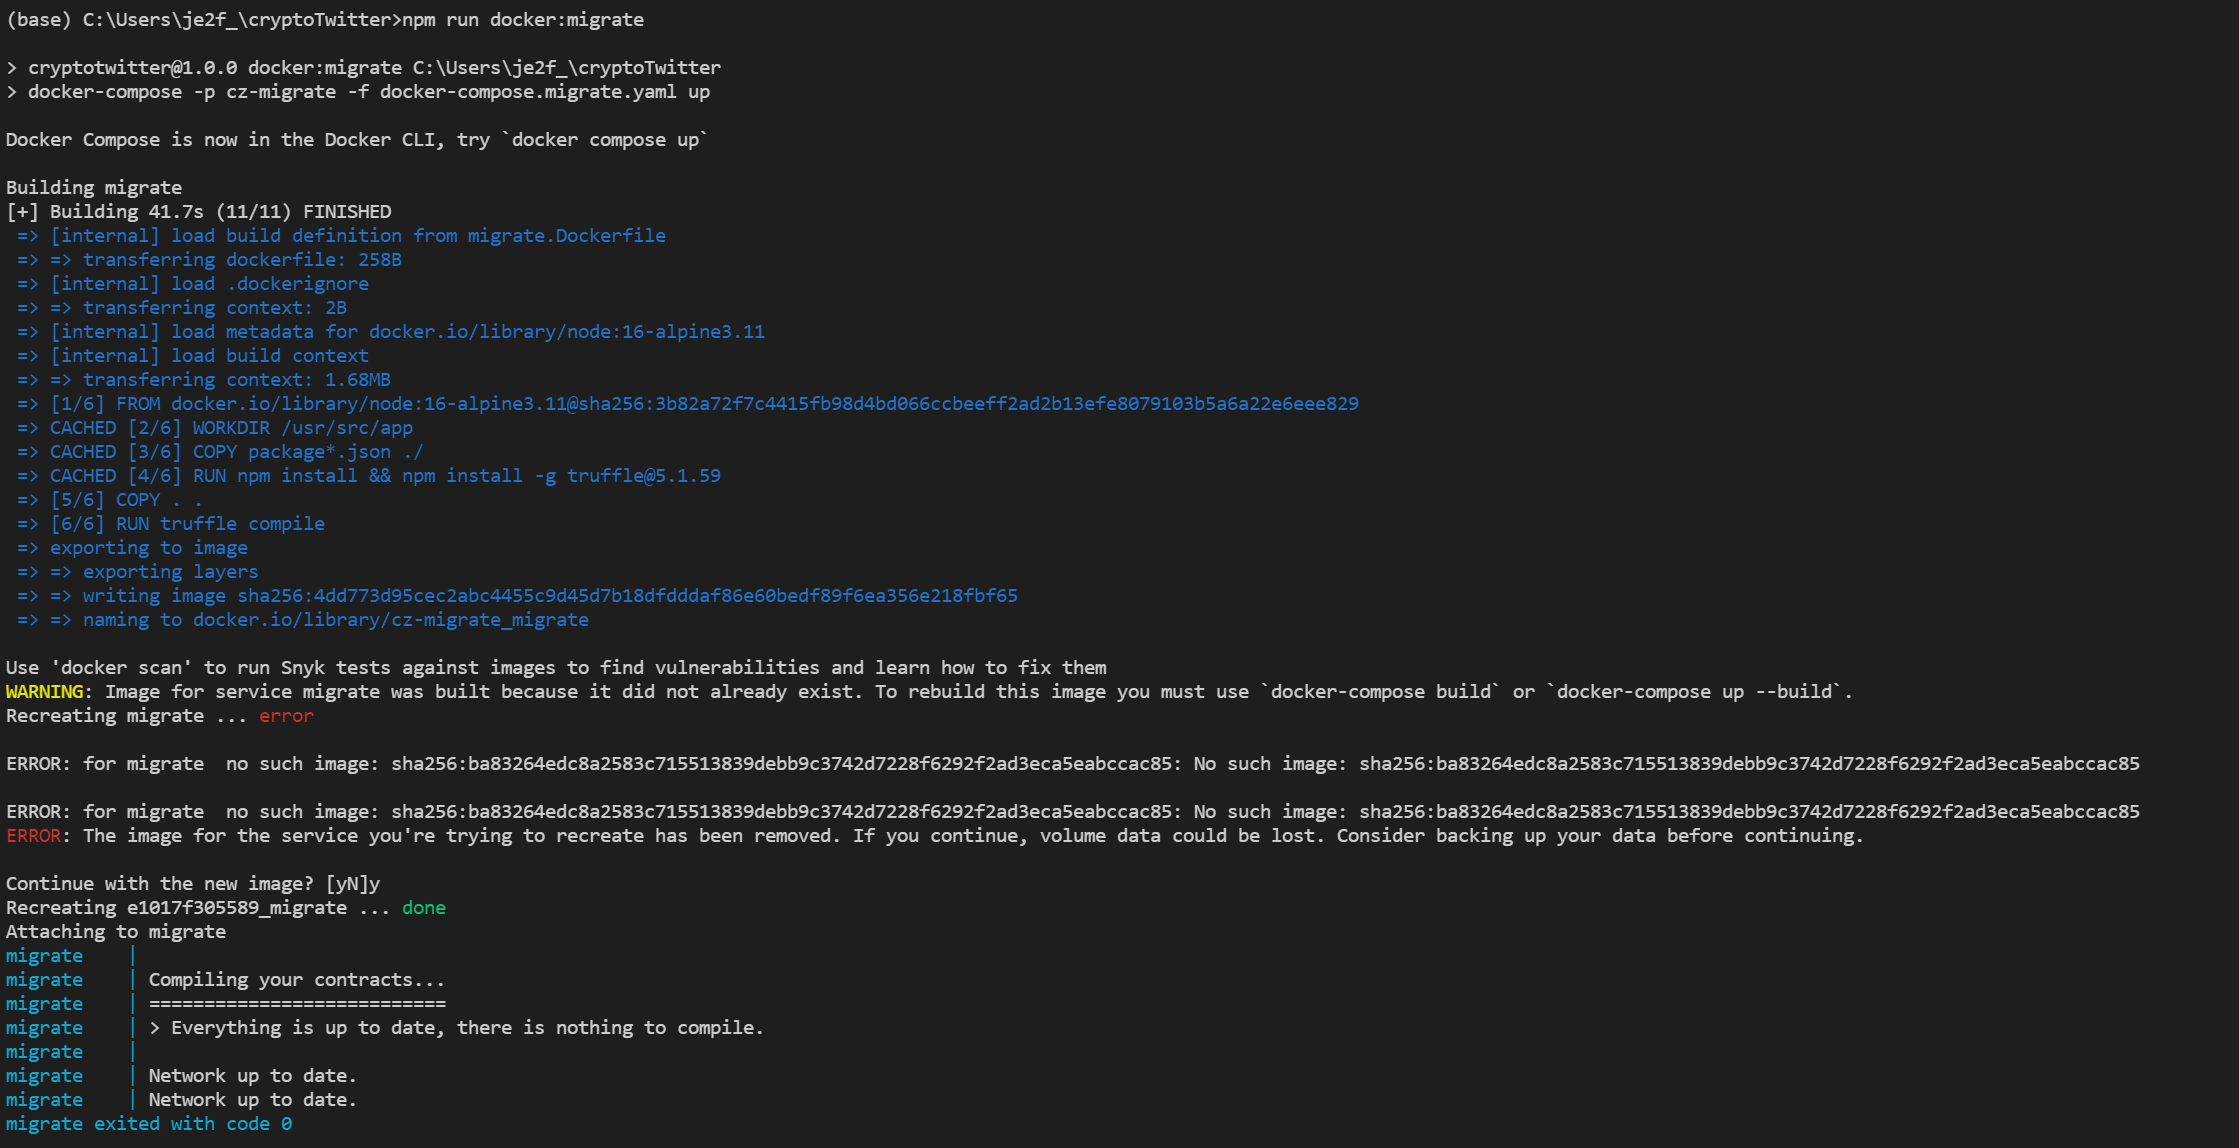 (base) C:\Users\je2f_\cryptoTwitter>npm run docker:migrate
> cryptotwitter@1.0.0 docker:migrate C:\Users\je2f_\cryptoTwitter
> docker-compose -p cz-migrate -f docker-compose.migrate.yaml up
Docker Compose is now in the Docker CLI, try `docker compose up`
Building migrate
[+] Building 41.7s (11/11) FINISHED
=> [internal] load build definition from migrate.Dockerfile
=> => transferring dockerfile: 258B
=> [internal] load .dockerignore
=> => transferring context: 2B
=> [internal] load metadata for docker.io/library/node:16-alpine3.11
=> [internal] load build context
=> => transferring context: 1.68MB
=> [1/6] FROM docker.io/library/node:16-alpine3.11@sha256:3b82a72f7c4415fb98d4bd066ccbeeff2ad2b13efe8079103b5a6a22e6eee829
=> CACHED [2/6] WORKDIR /usr/src/app
=> CACHED [3/6] COPY package*.json ./
=> CACHED [4/6] RUN npm install && npm install -g truffle@5.1.59
=> [5/6] COPY . .
=> [6/6] RUN truffle compile
=> exporting to image
=> => exporting layers
=> => writing image sha256:4dd773d95cec2abc4455c9d45d7b18dfdddaf86e60bedf89f6ea356e218fbf65
=> => naming to docker.io/library/cz-migrate_migrate
Use 'docker scan' to run Snyk tests against images to find vulnerabilities and learn how to fix them
WARNING: Image for service migrate was built because it did not already exist. To rebuild this image you must use `docker-compose build` or `docker-compose up --build`.
Recreating migrate ... error
ERROR: for migrate  no such image: sha256:ba83264edc8a2583c715513839debb9c3742d7228f6292f2ad3eca5eabccac85: No such image: sha256:ba83264edc8a2583c715513839debb9c3742d7228f6292f2ad3eca5eabccac85
ERROR: for migrate  no such image: sha256:ba83264edc8a2583c715513839debb9c3742d7228f6292f2ad3eca5eabccac85: No such image: sha256:ba83264edc8a2583c715513839debb9c3742d7228f6292f2ad3eca5eabccac85
ERROR: The image for the service you're trying to recreate has been removed. If you continue, volume data could be lost. Consider backing up your data before continuing.
Continue with the new image? [yN]y
Recreating e1017f305589_migrate ... done
Attaching to migrate
migrate    |
migrate    | Compiling your contracts...
migrate    | ===========================
migrate    | > Everything is up to date, there is nothing to compile.
migrate    |
migrate    | Network up to date.
migrate    | Network up to date.
migrate exited with code 0